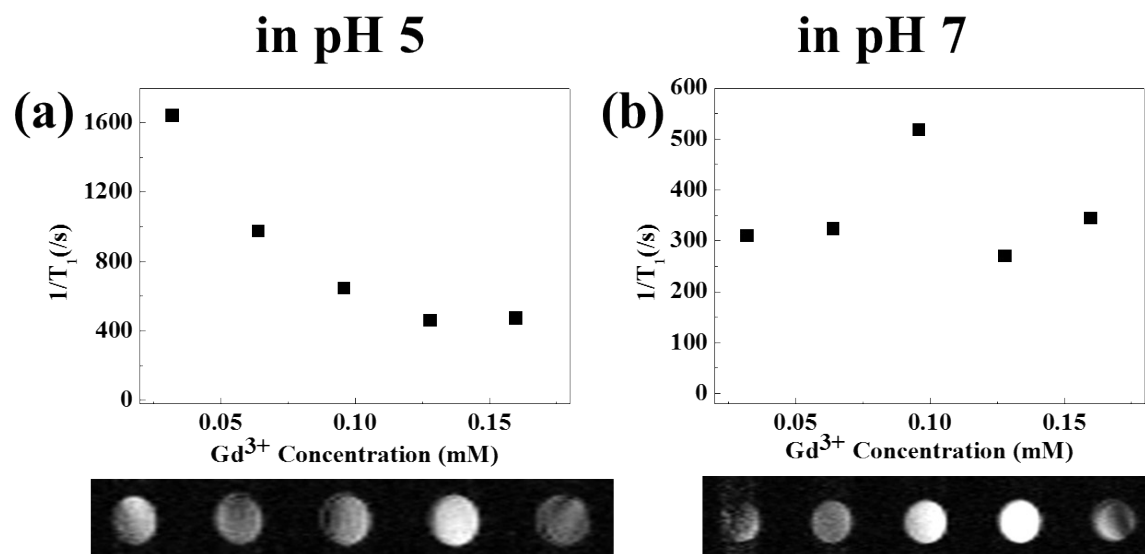 in pH 5
in pH 7
(a)
1600
1200
800
400
0
1/T₁(/s)
0.05 0.10 0.15
Gd³⁺ Concentration (mM)
(b)
600
500
400
300
200
100
0
1/T₁(/s)
0.05 0.10 0.15
Gd³⁺ Concentration (mM)